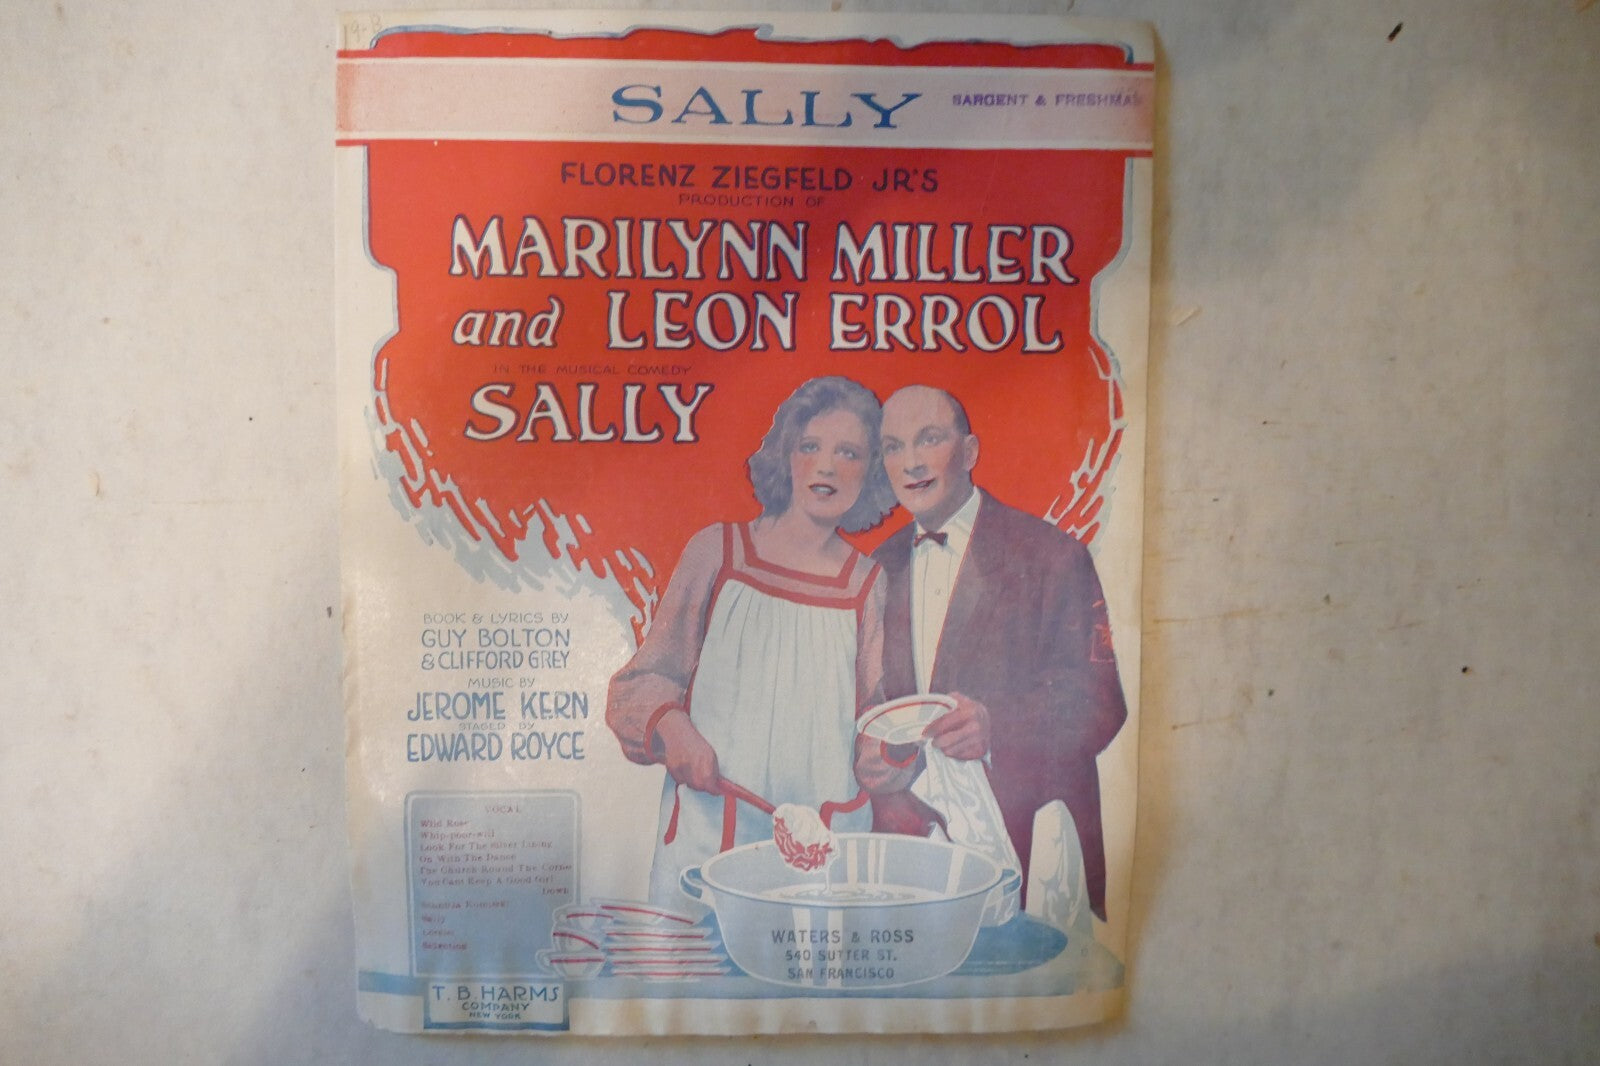 19-B
SALLY
SARGENT & FRESHMAN
FLORENZ ZIEGFELD JR'S
PRODUCTION OF
MARILYNN MILLER
and LEON ERROL
IN THE MUSICAL COMEDY
SALLY
BOOK & LYRICS BY
GUY BOLTON
& CLIFFORD GREY
MUSIC BY
JEROME KERN
STAGED BY
EDWARD ROYCE
VOCAL
Wild Rose
Whip-poor-will
Look For The Silver Lining
On With The Dance
The Church Round The Corner
You Cant Keep A Good Girl
Down
Sally
Selection
WATERS & ROSS
540 SUTTER ST.
SAN FRANCISCO
T. B. HARMS
COMPANY
NEW YORK